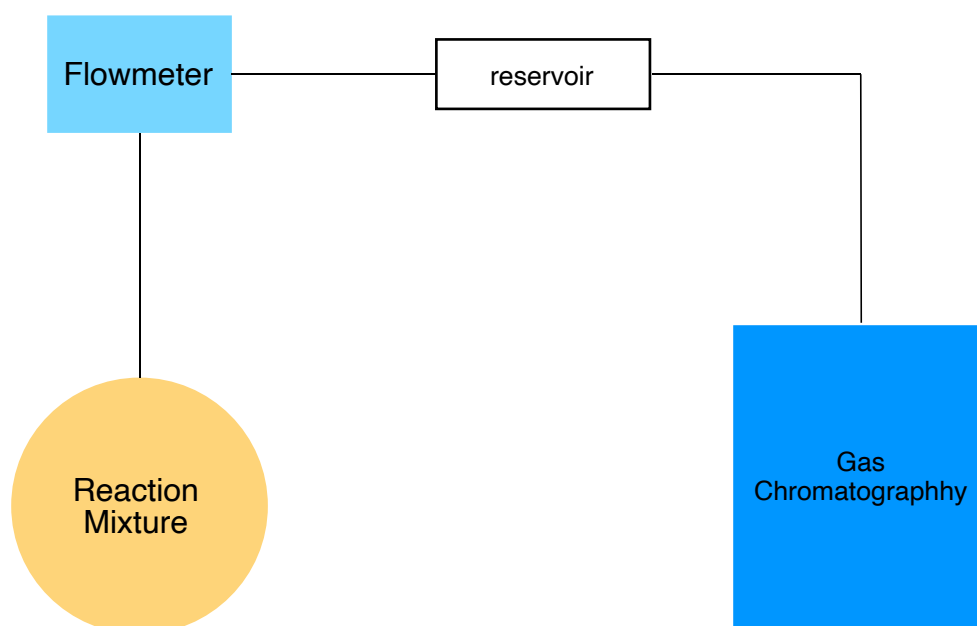 Flowmeter
reservoir
Reaction
Mixture
Gas
Chromatographhy